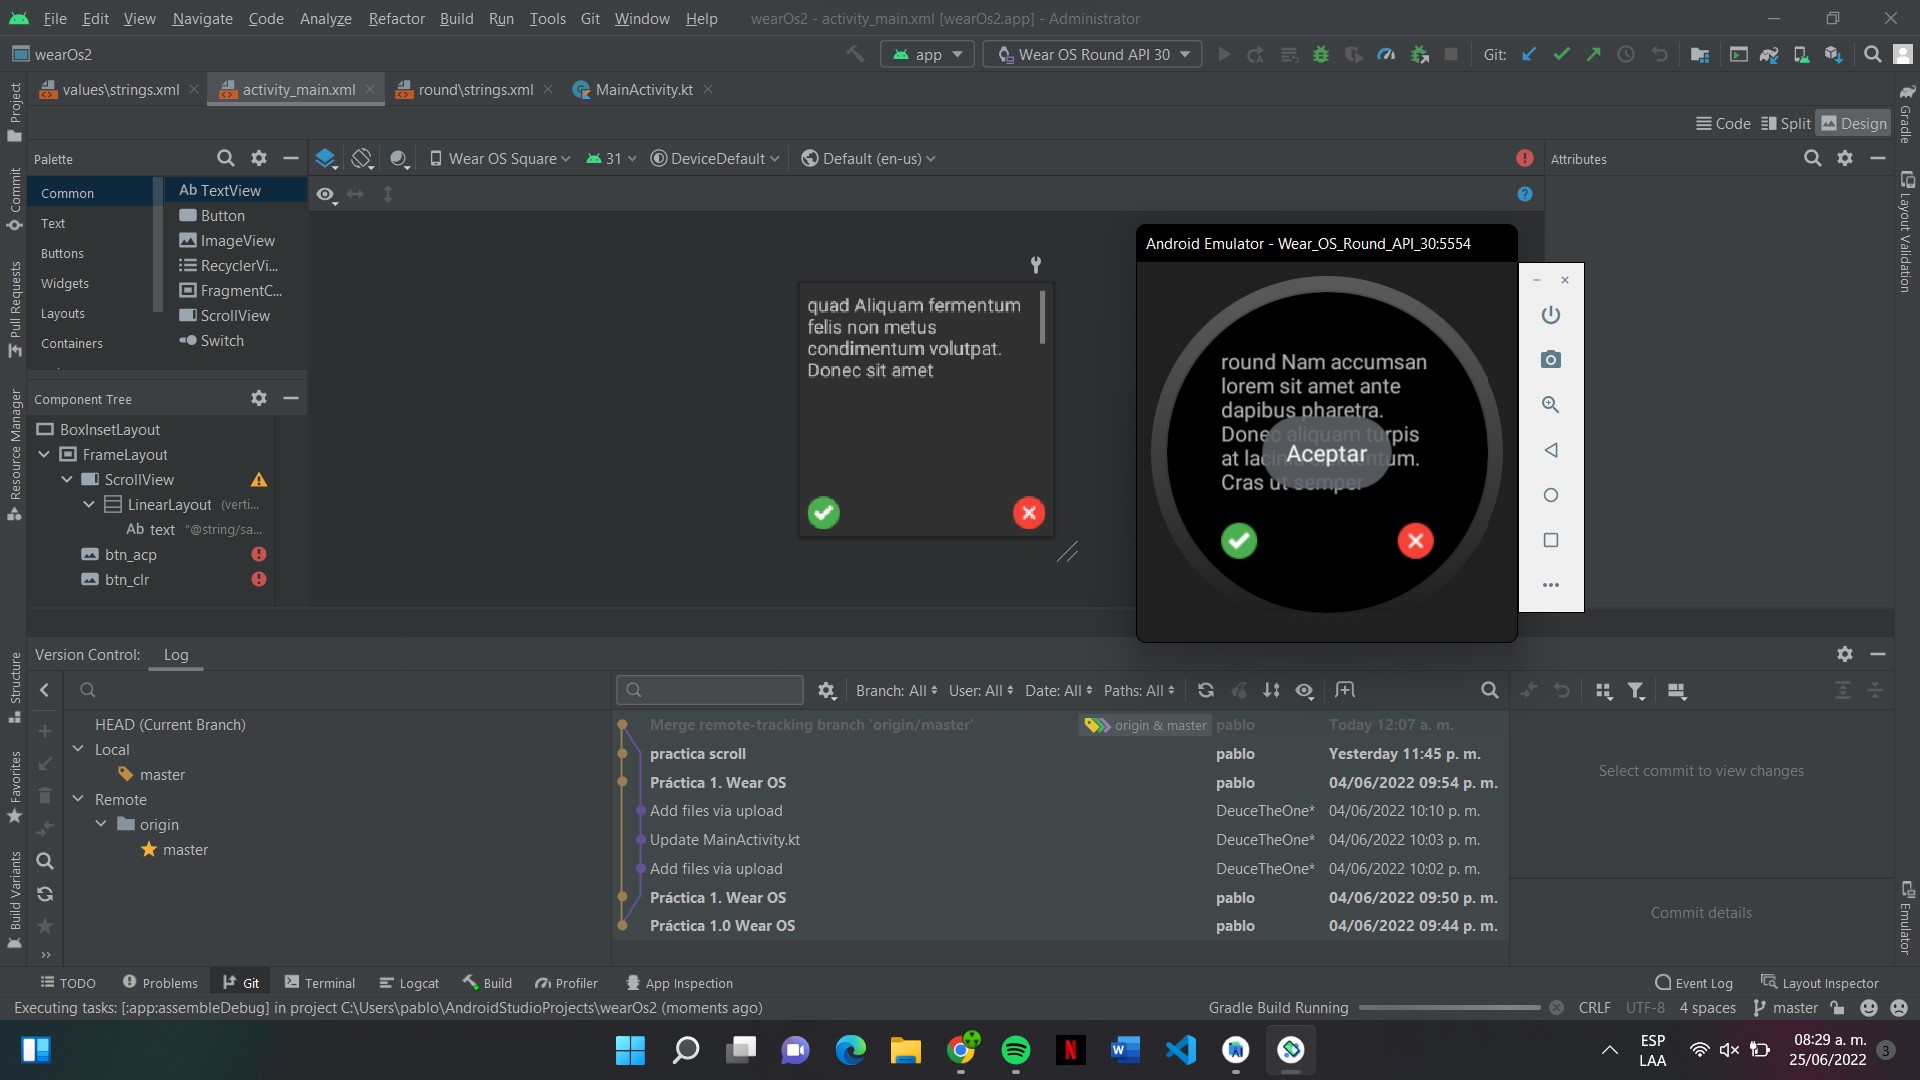 File Edit View Navigate Code Analyze Refactor Build Run Tools Git Window Help wearOs2 - activity_main.xml [wearOs2.app] - Administrator
wearOs2 app Wear OS Round API 30 Git:
values\strings.xml activity_main.xml round\strings.xml MainActivity.kt
Code Split Design
Palette Wear OS Square 31 DeviceDefault Default (en-us) Attributes
Common
Text
Buttons
Widgets
Layouts
Containers
Ab TextView
Button
ImageView
RecyclerVi...
FragmentC...
ScrollView
Switch
Component Tree
BoxInsetLayout
FrameLayout
ScrollView
LinearLayout (verti...
Ab text "@string/sa...
btn_acp
btn_clr
quad Aliquam fermentum
felis non metus
condimentum volutpat.
Donec sit amet
Android Emulator - Wear_OS_Round_API_30:5554
round Nam accumsan
lorem sit amet ante
dapibus pharetra.
Donec aliquam turpis
at lacinia elementum.
Cras ut semper
Aceptar
Project
Commit
Pull Requests
Resource Manager
Structure
Favorites
Build Variants
Gradle
Layout Validation
Emulator
Version Control: Log
Branch: All User: All Date: All Paths: All
HEAD (Current Branch)
Local
master
Remote
origin
master
Merge remote-tracking branch 'origin/master' origin & master pablo Today 12:07 a. m.
practica scroll pablo Yesterday 11:45 p. m.
Práctica 1. Wear OS pablo 04/06/2022 09:54 p. m.
Add files via upload DeuceTheOne* 04/06/2022 10:10 p. m.
Update MainActivity.kt DeuceTheOne* 04/06/2022 10:03 p. m.
Add files via upload DeuceTheOne* 04/06/2022 10:02 p. m.
Práctica 1. Wear OS pablo 04/06/2022 09:50 p. m.
Práctica 1.0 Wear OS pablo 04/06/2022 09:44 p. m.
Select commit to view changes
Commit details
TODO Problems Git Terminal Logcat Build Profiler App Inspection Event Log Layout Inspector
Executing tasks: [:app:assembleDebug] in project C:\Users\pablo\AndroidStudioProjects\wearOs2 (moments ago) Gradle Build Running CRLF UTF-8 4 spaces master
ESP
LAA
08:29 a. m.
25/06/2022
3